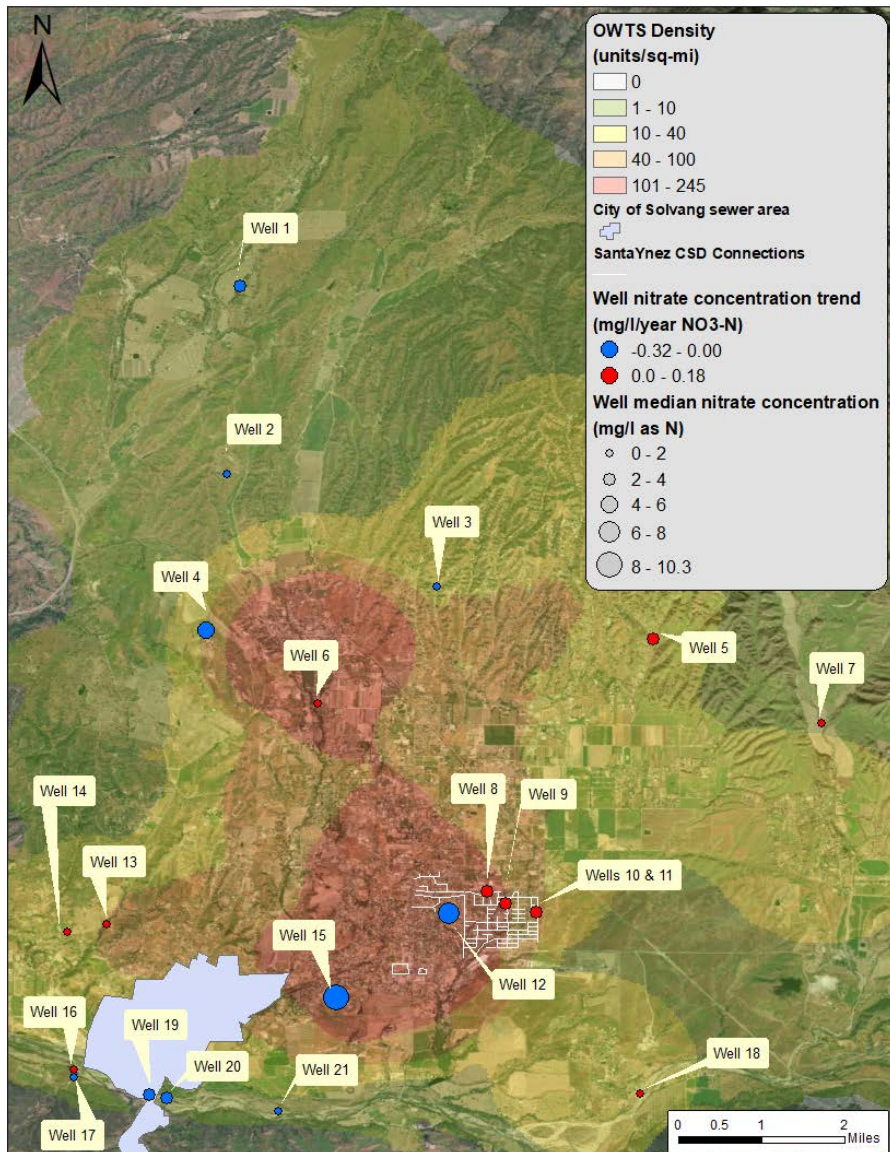 N
OWTS Density
(units/sq-mi)
0
1 - 10
10 - 40
40 - 100
101 - 245
City of Solvang sewer area
SantaYnez CSD Connections
Well nitrate concentration trend
(mg/l/year NO3-N)
-0.32 - 0.00
0.0 - 0.18
Well median nitrate concentration
(mg/l as N)
0 - 2
2 - 4
4 - 6
6 - 8
8 - 10.3
Well 1
Well 2
Well 3
Well 4
Well 5
Well 6
Well 7
Well 8
Well 9
Well 14
Wells 10 & 11
Well 13
Well 15
Well 12
Well 16
Well 19
Well 20
Well 21
Well 18
Well 17
0 0.5 1 2
Miles